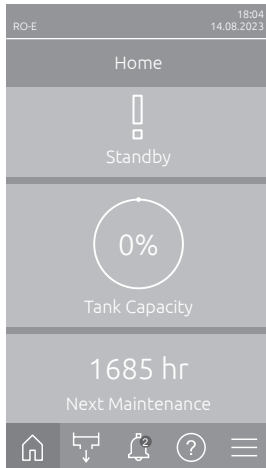 18:04
RO-E 14.08.2023
Home
Standby
0%
Tank Capacity
1685 hr
Next Maintenance
2
?